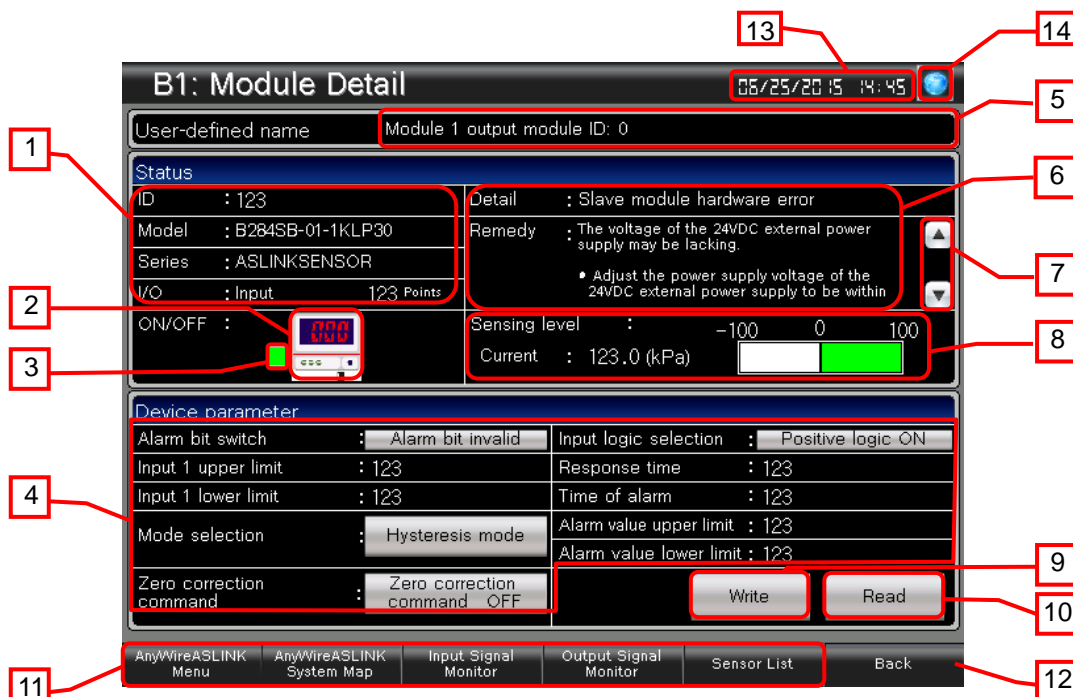 13
14
B1: Module Detail
06/25/2015 14:45
5
User-defined name
Module 1 output module ID: 0
1
Status
6
ID : 123
Detail : Slave module hardware error
Model : B284SB-01-1KLP30
Remedy : The voltage of the 24VDC external power
supply may be lacking.
Series : ASLINKSENSOR
• Adjust the power supply voltage of the
7
I/O : Input 123 Points
24VDC external power supply to be within
2
ON/OFF :
000
Sensing level :
-100 0 100
8
3
Current : 123.0 (kPa)
Device parameter
Alarm bit switch : Alarm bit invalid
Input logic selection : Positive logic ON
Input 1 upper limit : 123
Response time : 123
4
Input 1 lower limit : 123
Time of alarm : 123
Mode selection : Hysteresis mode
Alarm value upper limit : 123
Alarm value lower limit : 123
9
Zero correction
command :
Zero correction
command OFF
Write
Read
10
AnyWireASLINK
Menu
AnyWireASLINK
System Map
Input Signal
Monitor
Output Signal
Monitor
Sensor List
Back
11
12